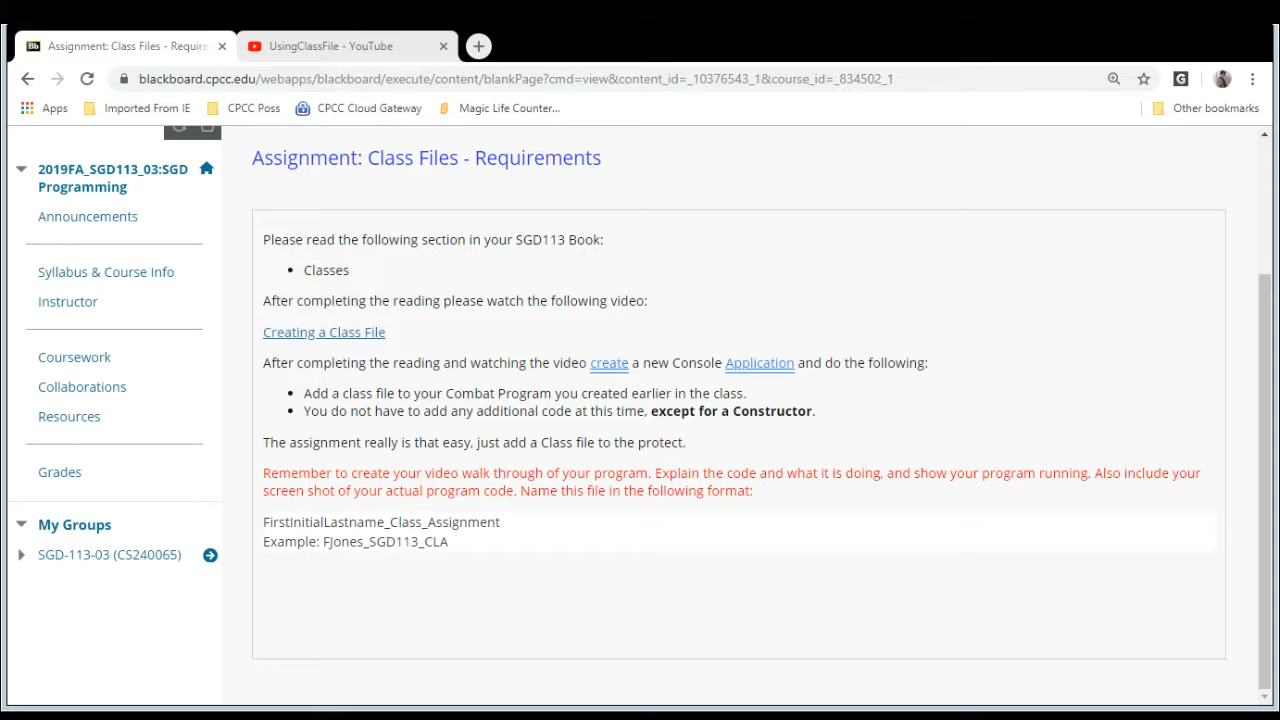 Assignment: Class Files - Require
UsingClassFile - YouTube
blackboard.cpcc.edu/webapps/blackboard/execute/content/blankPage?cmd=view&content_id=_10376543_1&course_id=_834502_1
Apps
Imported From IE
CPCC Poss
CPCC Cloud Gateway
Magic Life Counter...
Other bookmarks
2019FA_SGD113_03:SGD
Programming
Announcements
Syllabus & Course Info
Instructor
Coursework
Collaborations
Resources
Grades
My Groups
SGD-113-03 (CS240065)
Assignment: Class Files - Requirements
Please read the following section in your SGD113 Book:
• Classes
After completing the reading please watch the following video:
Creating a Class File
After completing the reading and watching the video create a new Console Application and do the following:
• Add a class file to your Combat Program you created earlier in the class.
• You do not have to add any additional code at this time, except for a Constructor.
The assignment really is that easy, just add a Class file to the protect.
Remember to create your video walk through of your program. Explain the code and what it is doing, and show your program running. Also include your
screen shot of your actual program code. Name this file in the following format:
FirstInitialLastname_Class_Assignment
Example: FJones_SGD113_CLA